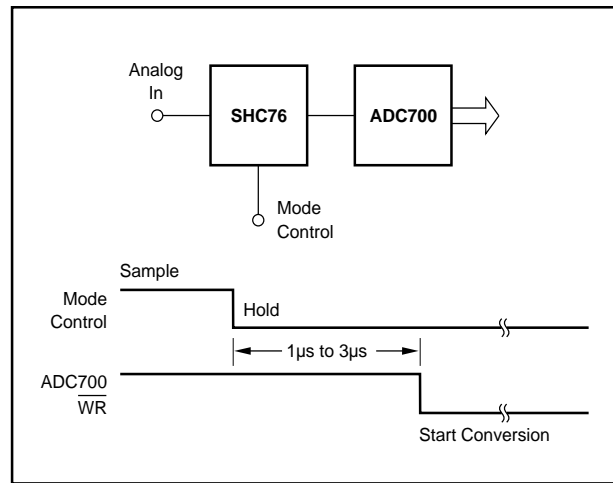 Analog
In
SHC76
ADC700
Mode
Control
Sample
Mode
Control
Hold
1µs to 3µs
ADC700
WR
Start Conversion